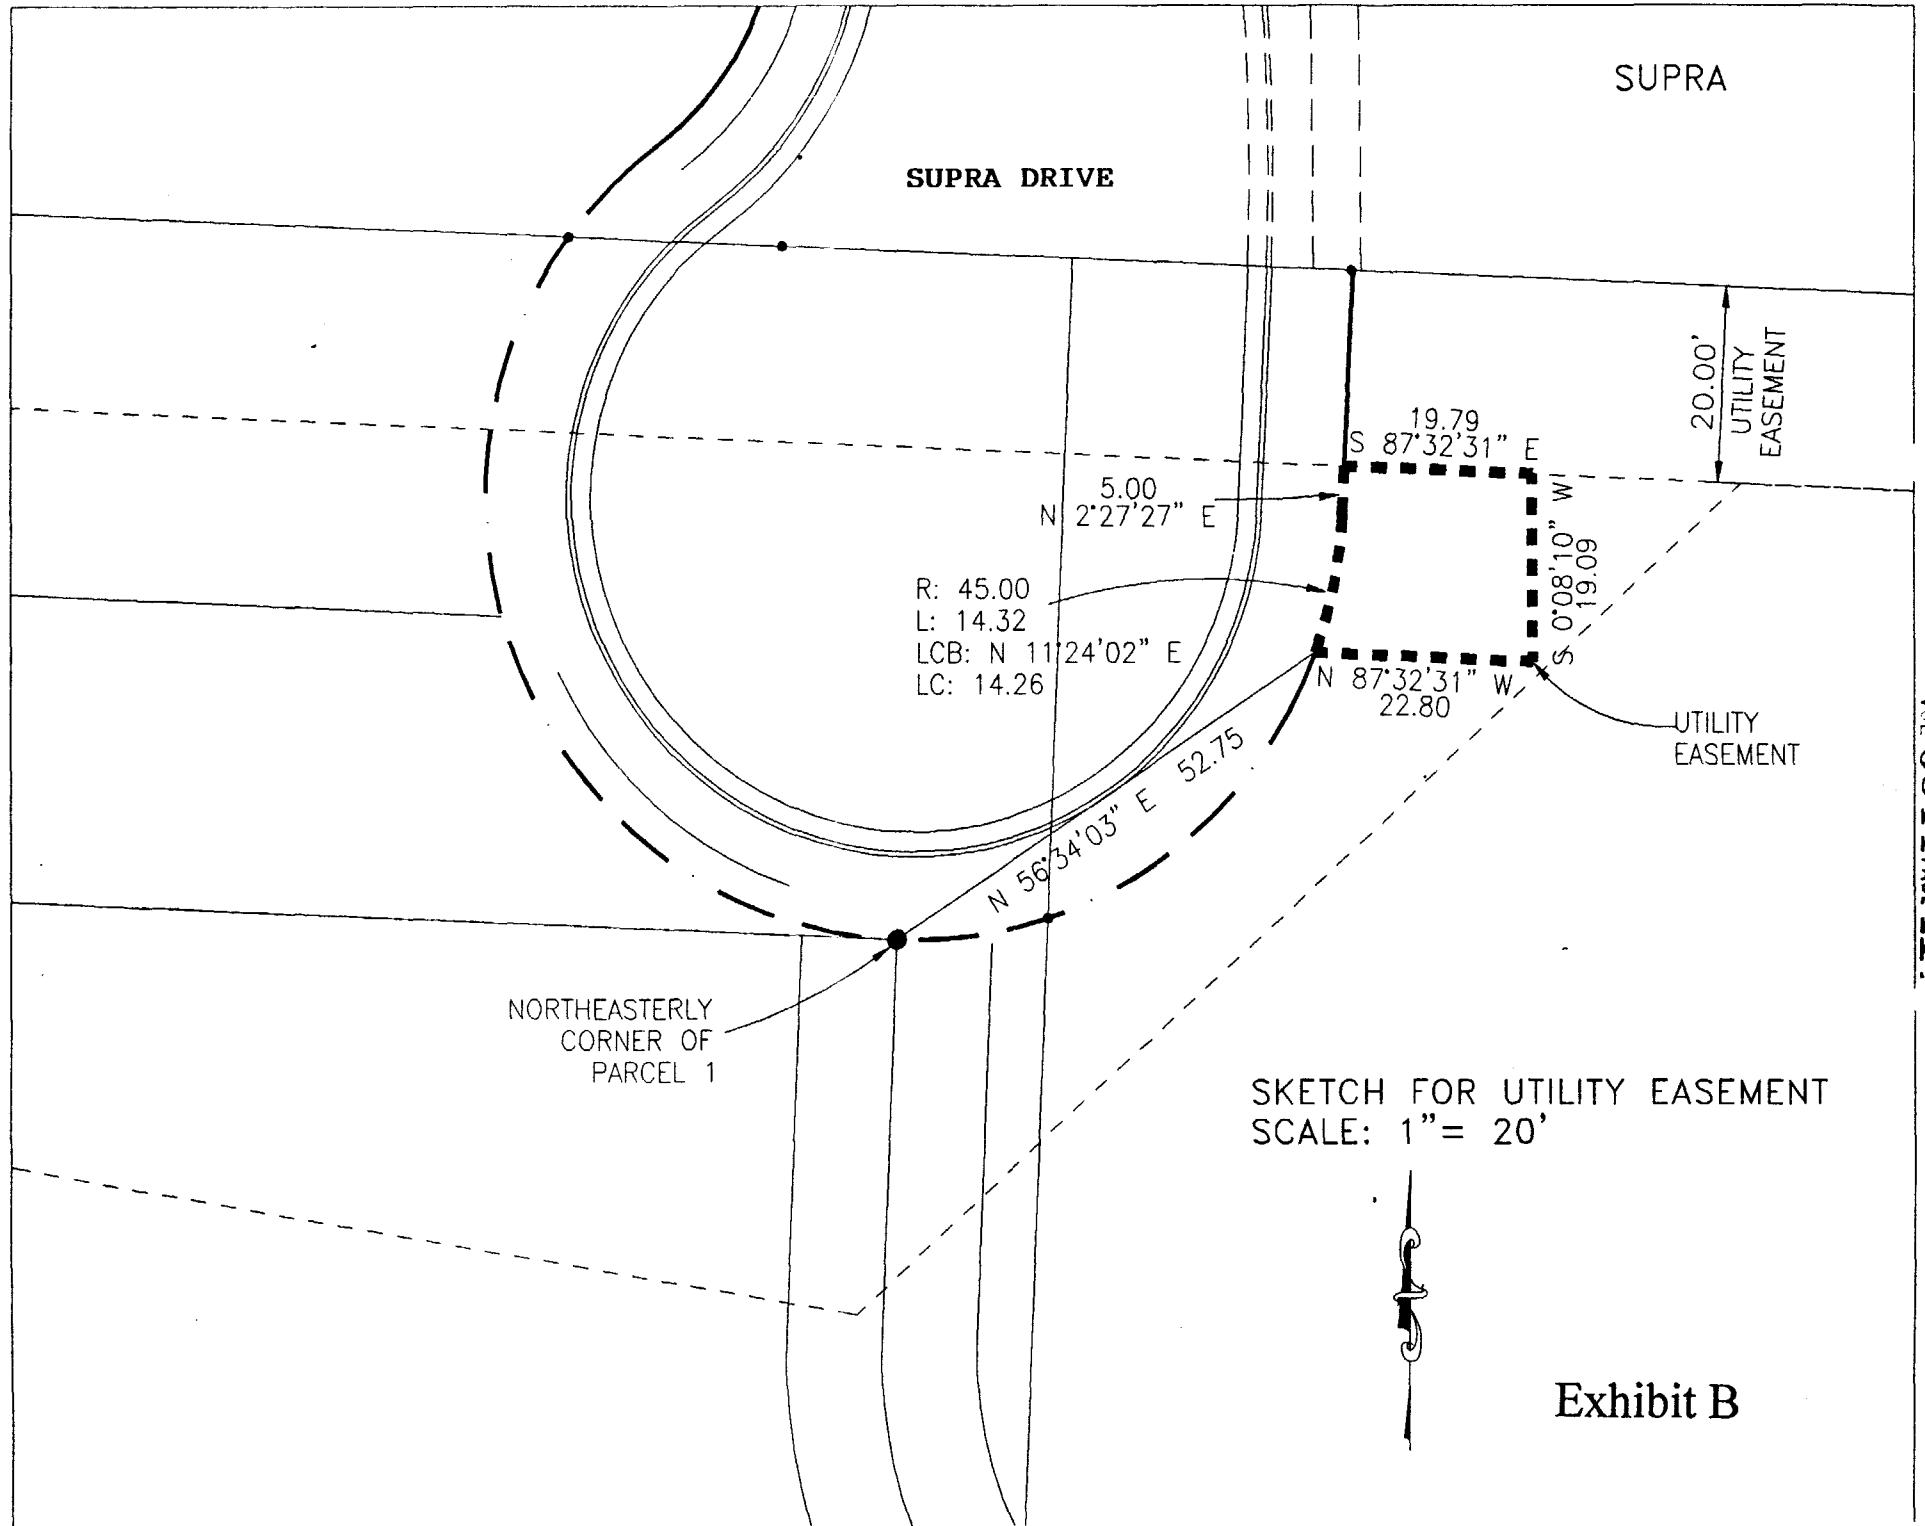 SUPRA
SUPRA DRIVE
20.00'
UTILITY
EASEMENT
19.79
S 87°32'31" E
5.00
N 2°27'27" E
S 0°08'10" W
19.09
R: 45.00
L: 14.32
LCB: N 11°24'02" E
LC: 14.26
N 87°32'31" W
22.80
UTILITY
EASEMENT
N 56°34'03" E 52.75
NORTHEASTERLY
CORNER OF
PARCEL 1
SKETCH FOR UTILITY EASEMENT
SCALE: 1"= 20'
Exhibit B